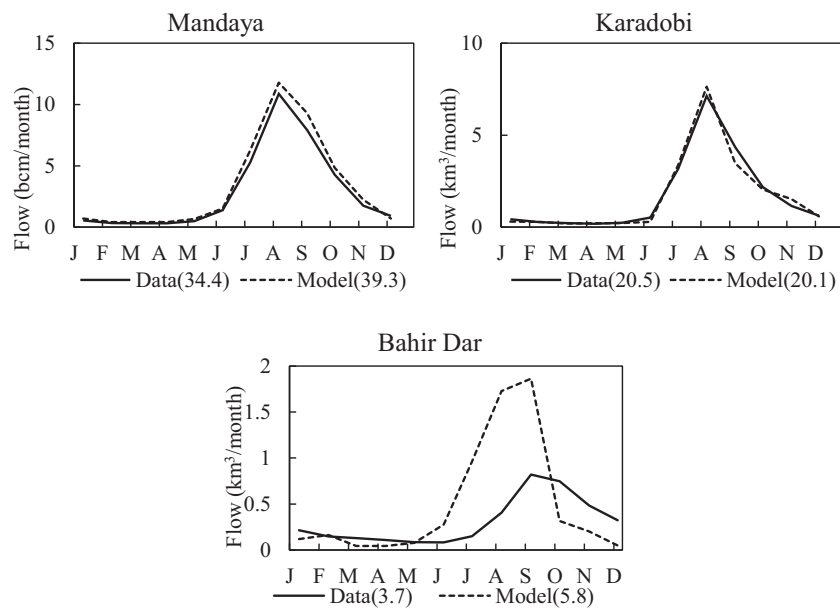 Mandaya
15
10
5
0
Flow (bcm/month)
J F M A M J J A S O N D
Data(34.4) Model(39.3)
Karadobi
10
5
0
Flow (km³/month)
J F M A M J J A S O N D
Data(20.5) Model(20.1)
Bahir Dar
2
1.5
1
0.5
0
Flow (km³/month)
J F M A M J J A S O N D
Data(3.7) Model(5.8)